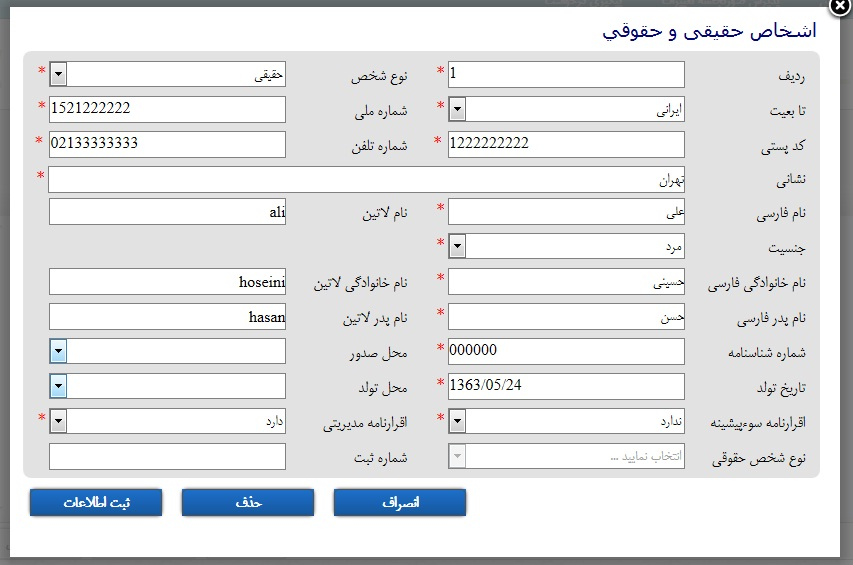 اشخاص حقیقی و حقوقي
ردیف 1 * نوع شخص حقیقی *
تا بعیت ایرانی * شماره ملی 1521222222 *
کد پستی 1222222222 * شماره تلفن 02133333333 *
نشانی تهران *
نام فارسی علی * نام لاتین ali
جنسیت مرد *
نام خانوادگی فارسی حسینی * نام خانوادگی لاتین hoseini
نام پدر فارسی حسن * نام پدر لاتین hasan
شماره شناسنامه 000000 * محل صدور
تاریخ تولد 1363/05/24 * محل تولد
اقرارنامه سوءپیشینه ندارد * اقرارنامه مدیریتی دارد *
نوع شخص حقوقی انتخاب نمایید ... شماره ثبت
انصراف حذف ثبت اطلاعات